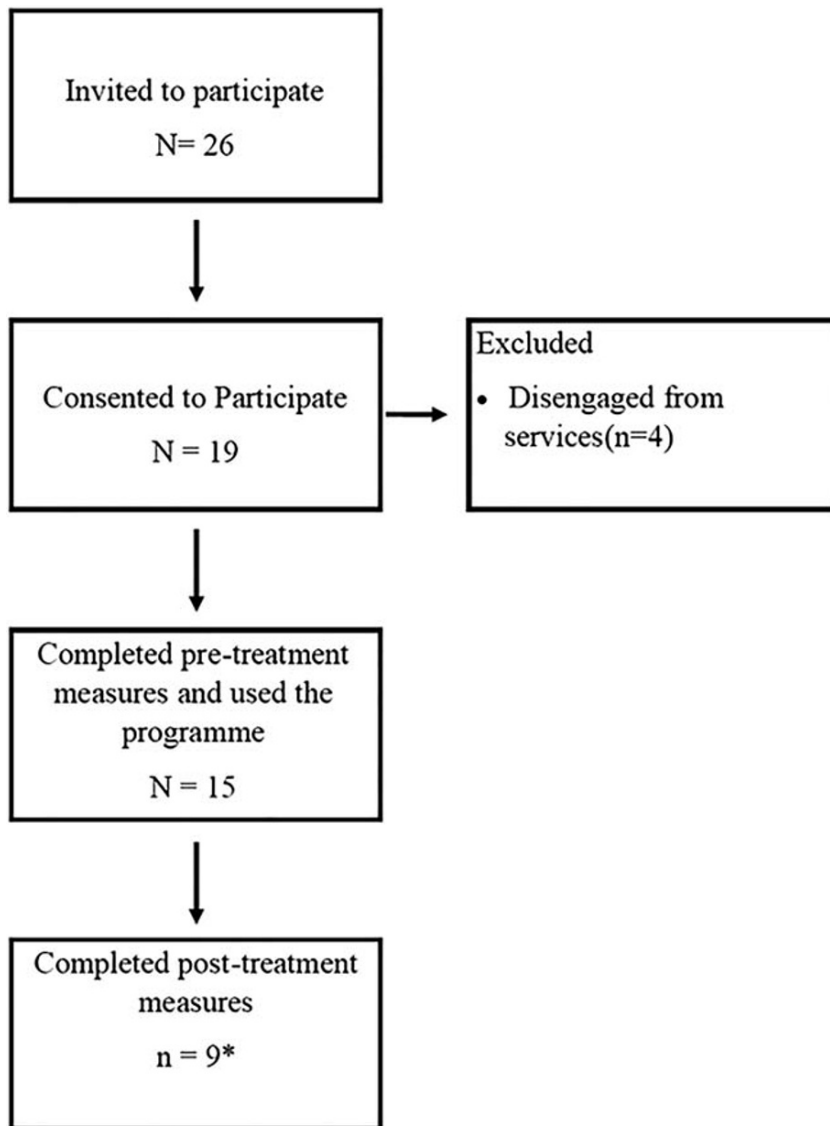 Invited to participate
N= 26
Consented to Participate
N = 19
Excluded
• Disengaged from
services(n=4)
Completed pre-treatment
measures and used the
programme
N = 15
Completed post-treatment
measures
n = 9*